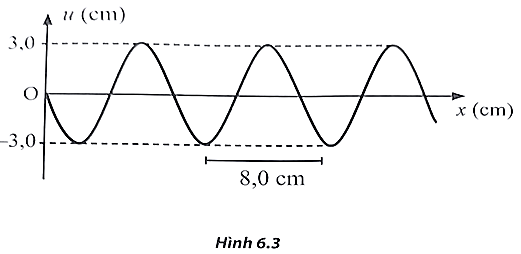 u (cm)
3,0
O
x (cm)
-3,0
8,0 cm
Hình 6.3